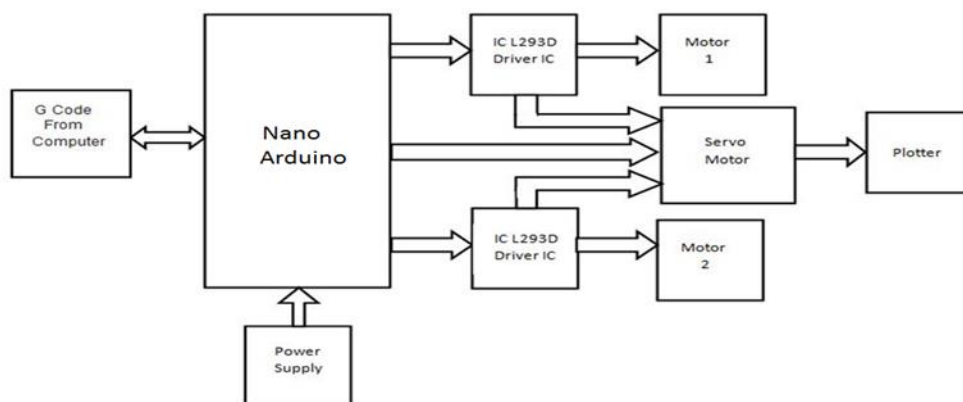 G Code
From
Computer
Nano
Arduino
Power
Supply
IC L293D
Driver IC
Motor
1
Servo
Motor
Plotter
IC L293D
Driver IC
Motor
2